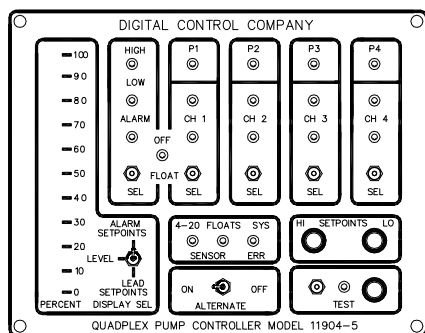 DIGITAL CONTROL COMPANY
HIGH P1 P2 P3 P4
100
90
LOW
80
70
ALARM CH 1 CH 2 CH 3 CH 4
OFF
60
FLOAT
50
SEL SEL SEL SEL SEL
40
30
ALARM
SETPOINTS
4-20 FLOATS SYS
HI SETPOINTS LO
20
LEVEL
SENSOR ERR
10
LEAD
SETPOINTS
ON OFF
0
PERCENT DISPLAY SEL
ALTERNATE
TEST
QUADPLEX PUMP CONTROLLER MODEL 11904-5